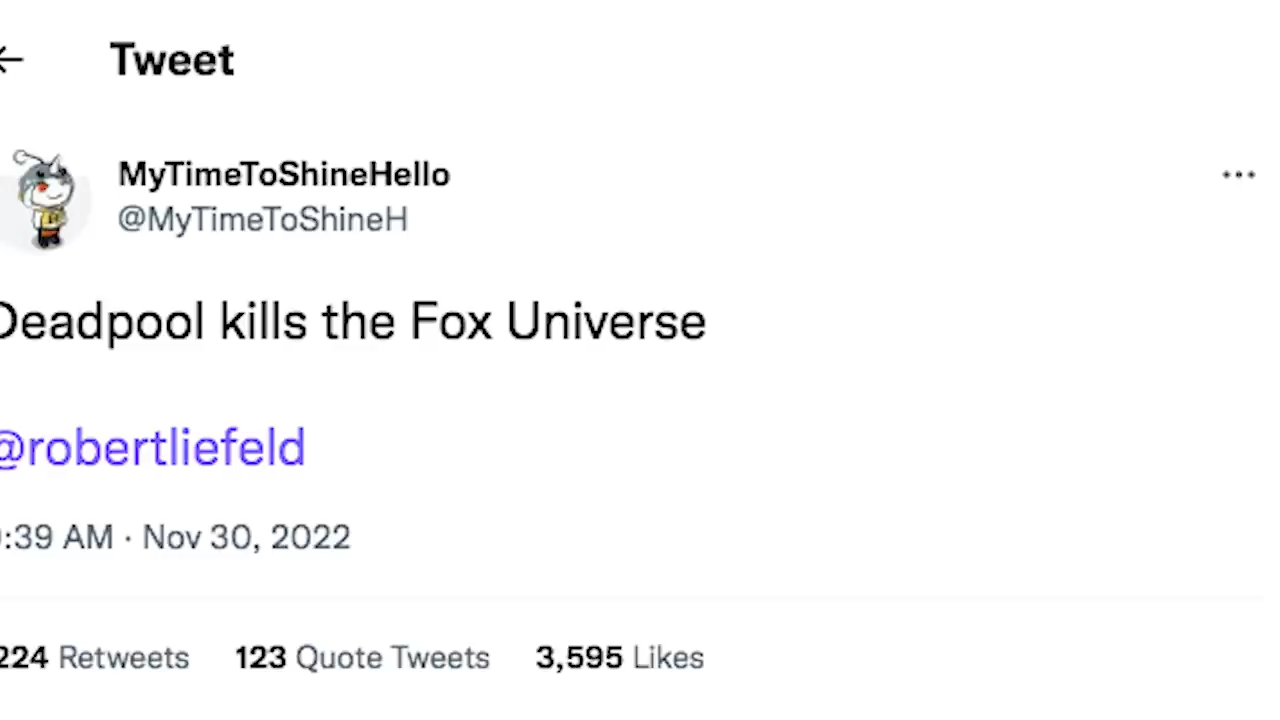 Tweet
MyTimeToShineHello
@MyTimeToShineH
Deadpool kills the Fox Universe
@robertliefeld
:39 AM · Nov 30, 2022
224 Retweets 123 Quote Tweets 3,595 Likes